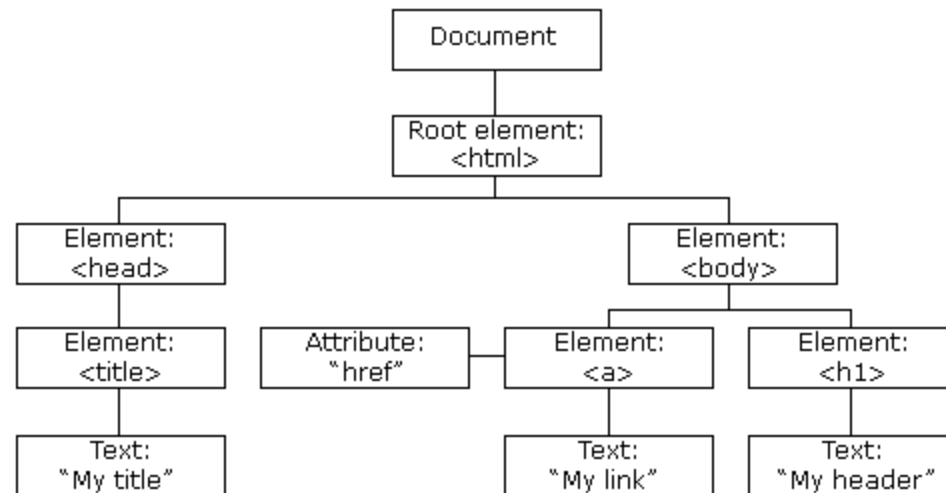 Document
Root element:
<html>
Element:
<head>
Element:
<body>
Element:
<title>
Attribute:
“href”
Element:
<a>
Element:
<h1>
Text:
“My title”
Text:
“My link”
Text:
“My header”